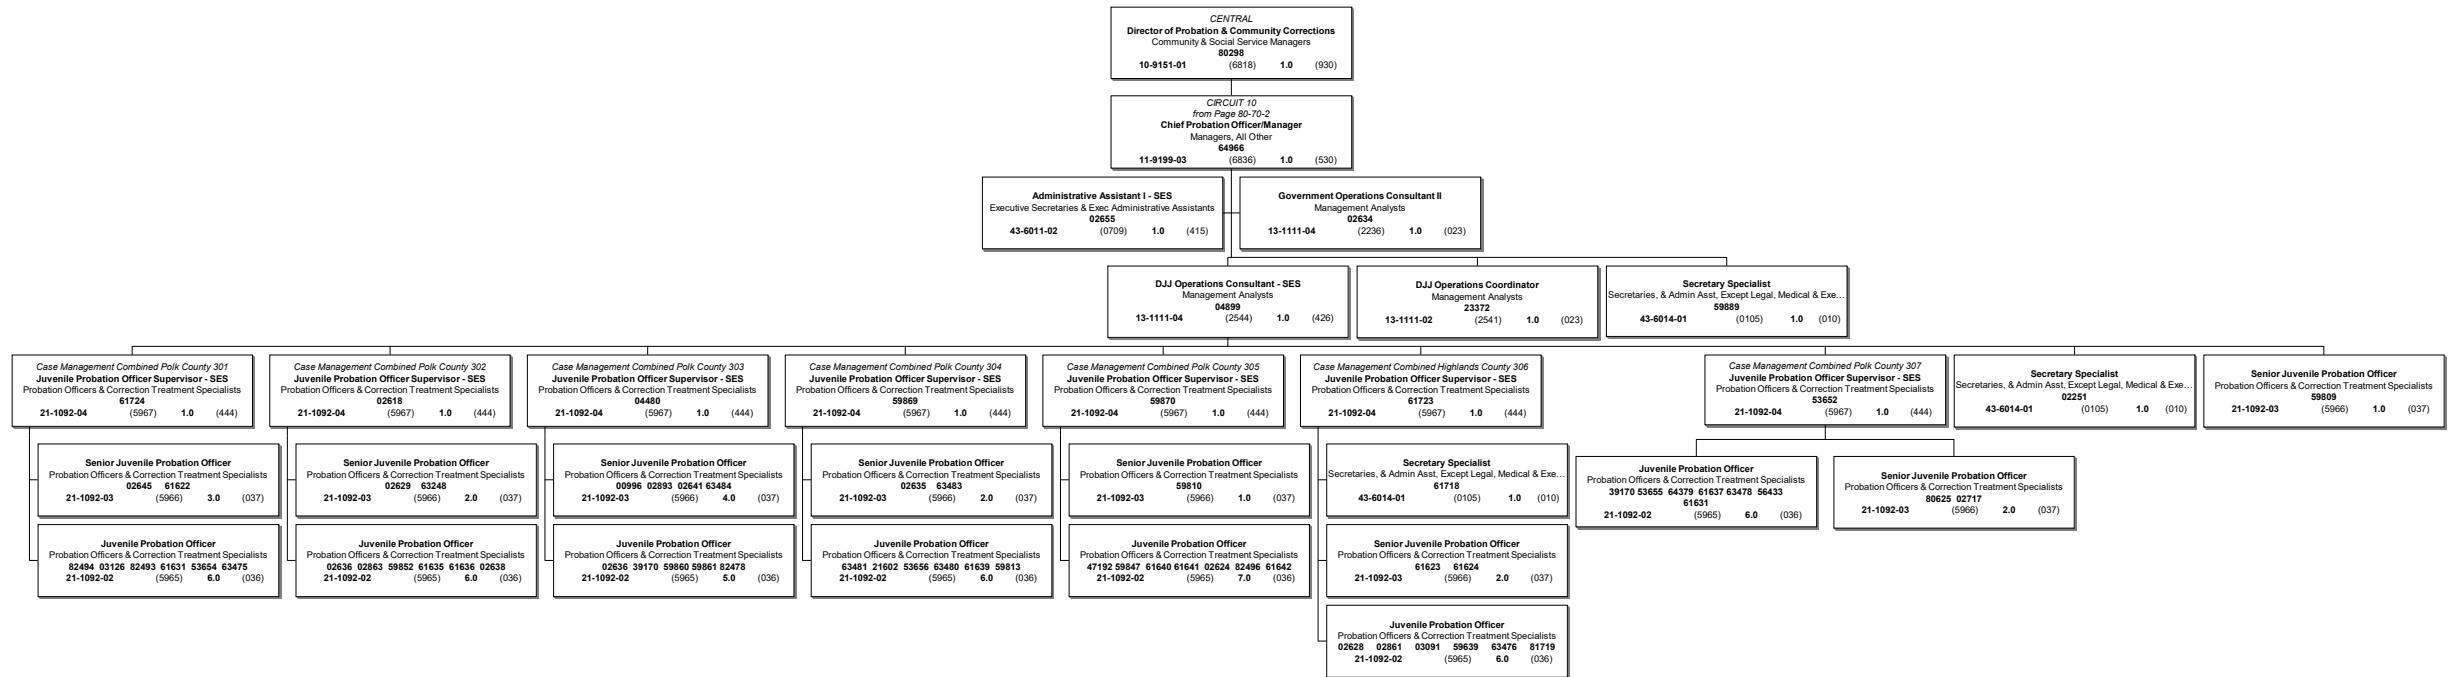 CENTRAL
Director of Probation & Community Corrections
Community & Social Service Managers
80298
10-9151-01 (6818) 1.0 (930)
CIRCUIT 10
from Page 80-70-2
Chief Probation Officer/Manager
Managers, All Other
64966
11-9199-03 (6836) 1.0 (530)
Administrative Assistant I - SES
Executive Secretaries & Exec Administrative Assistants
02655
43-6011-02 (0709) 1.0 (415)
Government Operations Consultant II
Management Analysts
02634
13-1111-04 (2236) 1.0 (023)
DJJ Operations Consultant - SES
Management Analysts
04899
13-1111-04 (2544) 1.0 (426)
DJJ Operations Coordinator
Management Analysts
23372
13-1111-02 (2541) 1.0 (023)
Secretary Specialist
Secretaries, & Admin Asst, Except Legal, Medical & Exe...
59889
43-6014-01 (0105) 1.0 (010)
Case Management Combined Polk County 301
Juvenile Probation Officer Supervisor - SES
Probation Officers & Correction Treatment Specialists
61724
21-1092-04 (5967) 1.0 (444)
Case Management Combined Polk County 302
Juvenile Probation Officer Supervisor - SES
Probation Officers & Correction Treatment Specialists
02618
21-1092-04 (5967) 1.0 (444)
Case Management Combined Polk County 303
Juvenile Probation Officer Supervisor - SES
Probation Officers & Correction Treatment Specialists
04480
21-1092-04 (5967) 1.0 (444)
Case Management Combined Polk County 304
Juvenile Probation Officer Supervisor - SES
Probation Officers & Correction Treatment Specialists
59869
21-1092-04 (5967) 1.0 (444)
Case Management Combined Polk County 305
Juvenile Probation Officer Supervisor - SES
Probation Officers & Correction Treatment Specialists
59870
21-1092-04 (5967) 1.0 (444)
Case Management Combined Highlands County 306
Juvenile Probation Officer Supervisor - SES
Probation Officers & Correction Treatment Specialists
61723
21-1092-04 (5967) 1.0 (444)
Case Management Combined Polk County 307
Juvenile Probation Officer Supervisor - SES
Probation Officers & Correction Treatment Specialists
53652
21-1092-04 (5967) 1.0 (444)
Secretary Specialist
Secretaries, & Admin Asst, Except Legal, Medical & Exe...
02251
43-6014-01 (0105) 1.0 (010)
Senior Juvenile Probation Officer
Probation Officers & Correction Treatment Specialists
59809
21-1092-03 (5966) 1.0 (037)
Senior Juvenile Probation Officer
Probation Officers & Correction Treatment Specialists
02645 61622
21-1092-03 (5966) 3.0 (037)
Senior Juvenile Probation Officer
Probation Officers & Correction Treatment Specialists
02629 63248
21-1092-03 (5966) 2.0 (037)
Senior Juvenile Probation Officer
Probation Officers & Correction Treatment Specialists
00996 02893 02641 63484
21-1092-03 (5966) 4.0 (037)
Senior Juvenile Probation Officer
Probation Officers & Correction Treatment Specialists
02635 63483
21-1092-03 (5966) 2.0 (037)
Senior Juvenile Probation Officer
Probation Officers & Correction Treatment Specialists
59810
21-1092-03 (5966) 1.0 (037)
Secretary Specialist
Secretaries, & Admin Asst, Except Legal, Medical & Exe...
61718
43-6014-01 (0105) 1.0 (010)
Juvenile Probation Officer
Probation Officers & Correction Treatment Specialists
39170 53655 64379 61637 63478 56433
61631
21-1092-02 (5965) 6.0 (036)
Senior Juvenile Probation Officer
Probation Officers & Correction Treatment Specialists
80625 02717
21-1092-03 (5966) 2.0 (037)
Juvenile Probation Officer
Probation Officers & Correction Treatment Specialists
82494 03126 82493 61631 53654 63475
21-1092-02 (5965) 6.0 (036)
Juvenile Probation Officer
Probation Officers & Correction Treatment Specialists
02636 02863 59852 61635 61636 02638
21-1092-02 (5965) 6.0 (036)
Juvenile Probation Officer
Probation Officers & Correction Treatment Specialists
02636 39170 59860 59861 82478
21-1092-02 (5965) 5.0 (036)
Juvenile Probation Officer
Probation Officers & Correction Treatment Specialists
63481 21602 53656 63480 61639 59813
21-1092-02 (5965) 6.0 (036)
Juvenile Probation Officer
Probation Officers & Correction Treatment Specialists
47192 59847 61640 61641 02624 82496 61642
21-1092-02 (5965) 7.0 (036)
Senior Juvenile Probation Officer
Probation Officers & Correction Treatment Specialists
61623 61624
21-1092-03 (5966) 2.0 (037)
Juvenile Probation Officer
Probation Officers & Correction Treatment Specialists
02628 02861 03091 59639 63476 81719
21-1092-02 (5965) 6.0 (036)